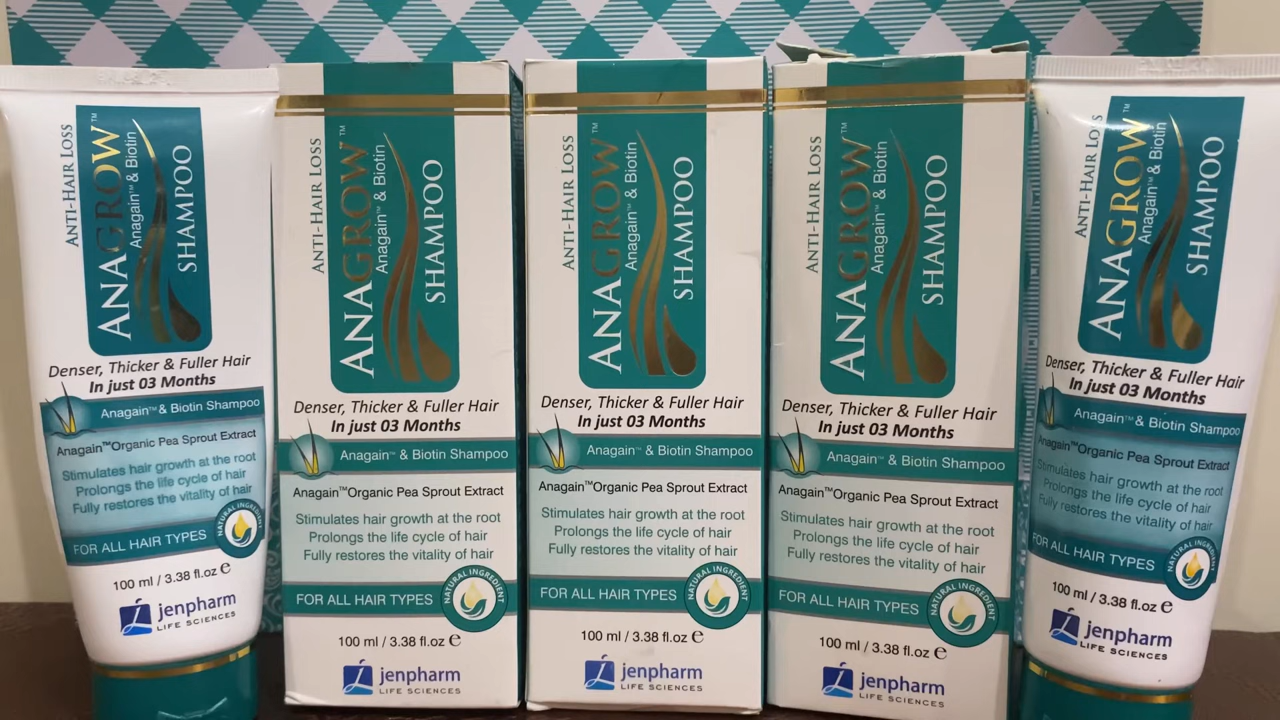 ANTI-HAIR LOSS
ANAGROW™
Anagain™ & Biotin
SHAMPOO
Denser, Thicker & Fuller Hair
In just 03 Months
Anagain™ & Biotin Shampoo
Anagain™Organic Pea Sprout Extract
Stimulates hair growth at the root
Prolongs the life cycle of hair
Fully restores the vitality of hair
FOR ALL HAIR TYPES
NATURAL INGREDIENT
100 ml / 3.38 fl.oz ℮
jenpharm
LIFE SCIENCES
ANTI-HAIR LOSS
ANAGROW™
Anagain™ & Biotin
SHAMPOO
Denser, Thicker & Fuller Hair
In just 03 Months
Anagain™ & Biotin Shampoo
Anagain™Organic Pea Sprout Extract
Stimulates hair growth at the root
Prolongs the life cycle of hair
Fully restores the vitality of hair
FOR ALL HAIR TYPES
NATURAL INGREDIENT
100 ml / 3.38 fl.oz ℮
jenpharm
LIFE SCIENCES
ANTI-HAIR LOSS
ANAGROW™
Anagain™ & Biotin
SHAMPOO
Denser, Thicker & Fuller Hair
In just 03 Months
Anagain™ & Biotin Shampoo
Anagain™Organic Pea Sprout Extract
Stimulates hair growth at the root
Prolongs the life cycle of hair
Fully restores the vitality of hair
FOR ALL HAIR TYPES
NATURAL INGREDIENT
100 ml / 3.38 fl.oz ℮
jenpharm
LIFE SCIENCES
ANTI-HAIR LOSS
ANAGROW™
Anagain™ & Biotin
SHAMPOO
Denser, Thicker & Fuller Hair
In just 03 Months
Anagain™ & Biotin Shampoo
Anagain™Organic Pea Sprout Extract
Stimulates hair growth at the root
Prolongs the life cycle of hair
Fully restores the vitality of hair
FOR ALL HAIR TYPES
NATURAL INGREDIENT
100 ml / 3.38 fl.oz ℮
jenpharm
LIFE SCIENCES
ANTI-HAIR LOSS
ANAGROW™
Anagain™ & Biotin
SHAMPOO
Denser, Thicker & Fuller Hair
In just 03 Months
Anagain™ & Biotin Shampoo
Anagain™Organic Pea Sprout Extract
Stimulates hair growth at the root
Prolongs the life cycle of hair
Fully restores the vitality of hair
FOR ALL HAIR TYPES
NATURAL INGREDIENT
100 ml / 3.38 fl.oz ℮
jenpharm
LIFE SCIENCES